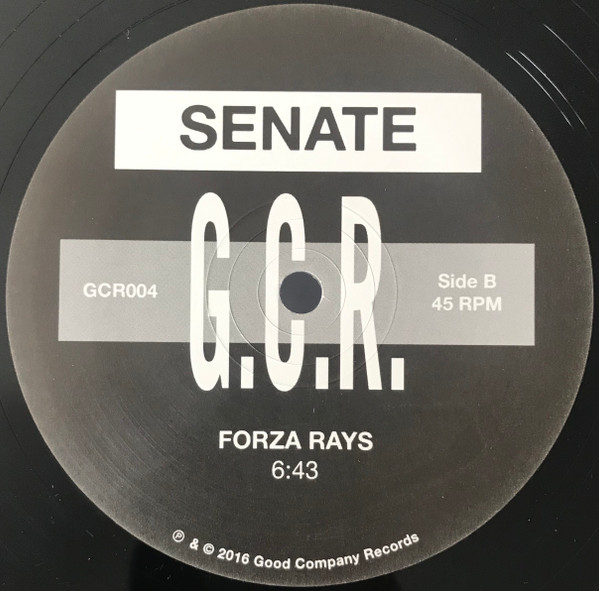 SENATE
G.C.R.
GCR004
Side B
45 RPM
FORZA RAYS
6:43
℗ & © 2016 Good Company Records